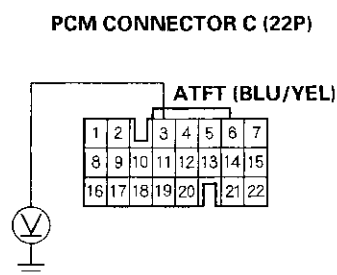 PCM CONNECTOR C (22P)
ATFT (BLU/YEL)
1 2 3 4 5 6 7
8 9 10 11 12 13 14 15
16 17 18 19 20 21 22
V